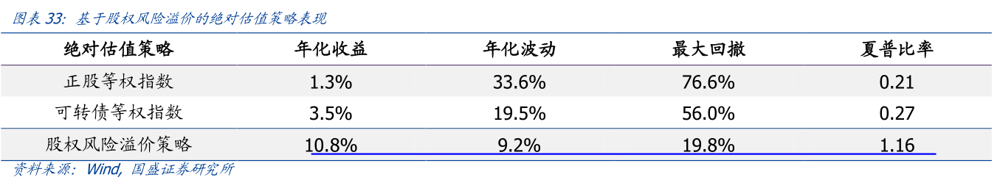 图表 33：基于股权风险溢价的绝对估值策略表现
绝对估值策略 年化收益 年化波动 最大回撤 夏普比率
正股等权指数 1.3% 33.6% 76.6% 0.21
可转债等权指数 3.5% 19.5% 56.0% 0.27
股权风险溢价策略 10.8% 9.2% 19.8% 1.16
资料来源：Wind, 国盛证券研究所